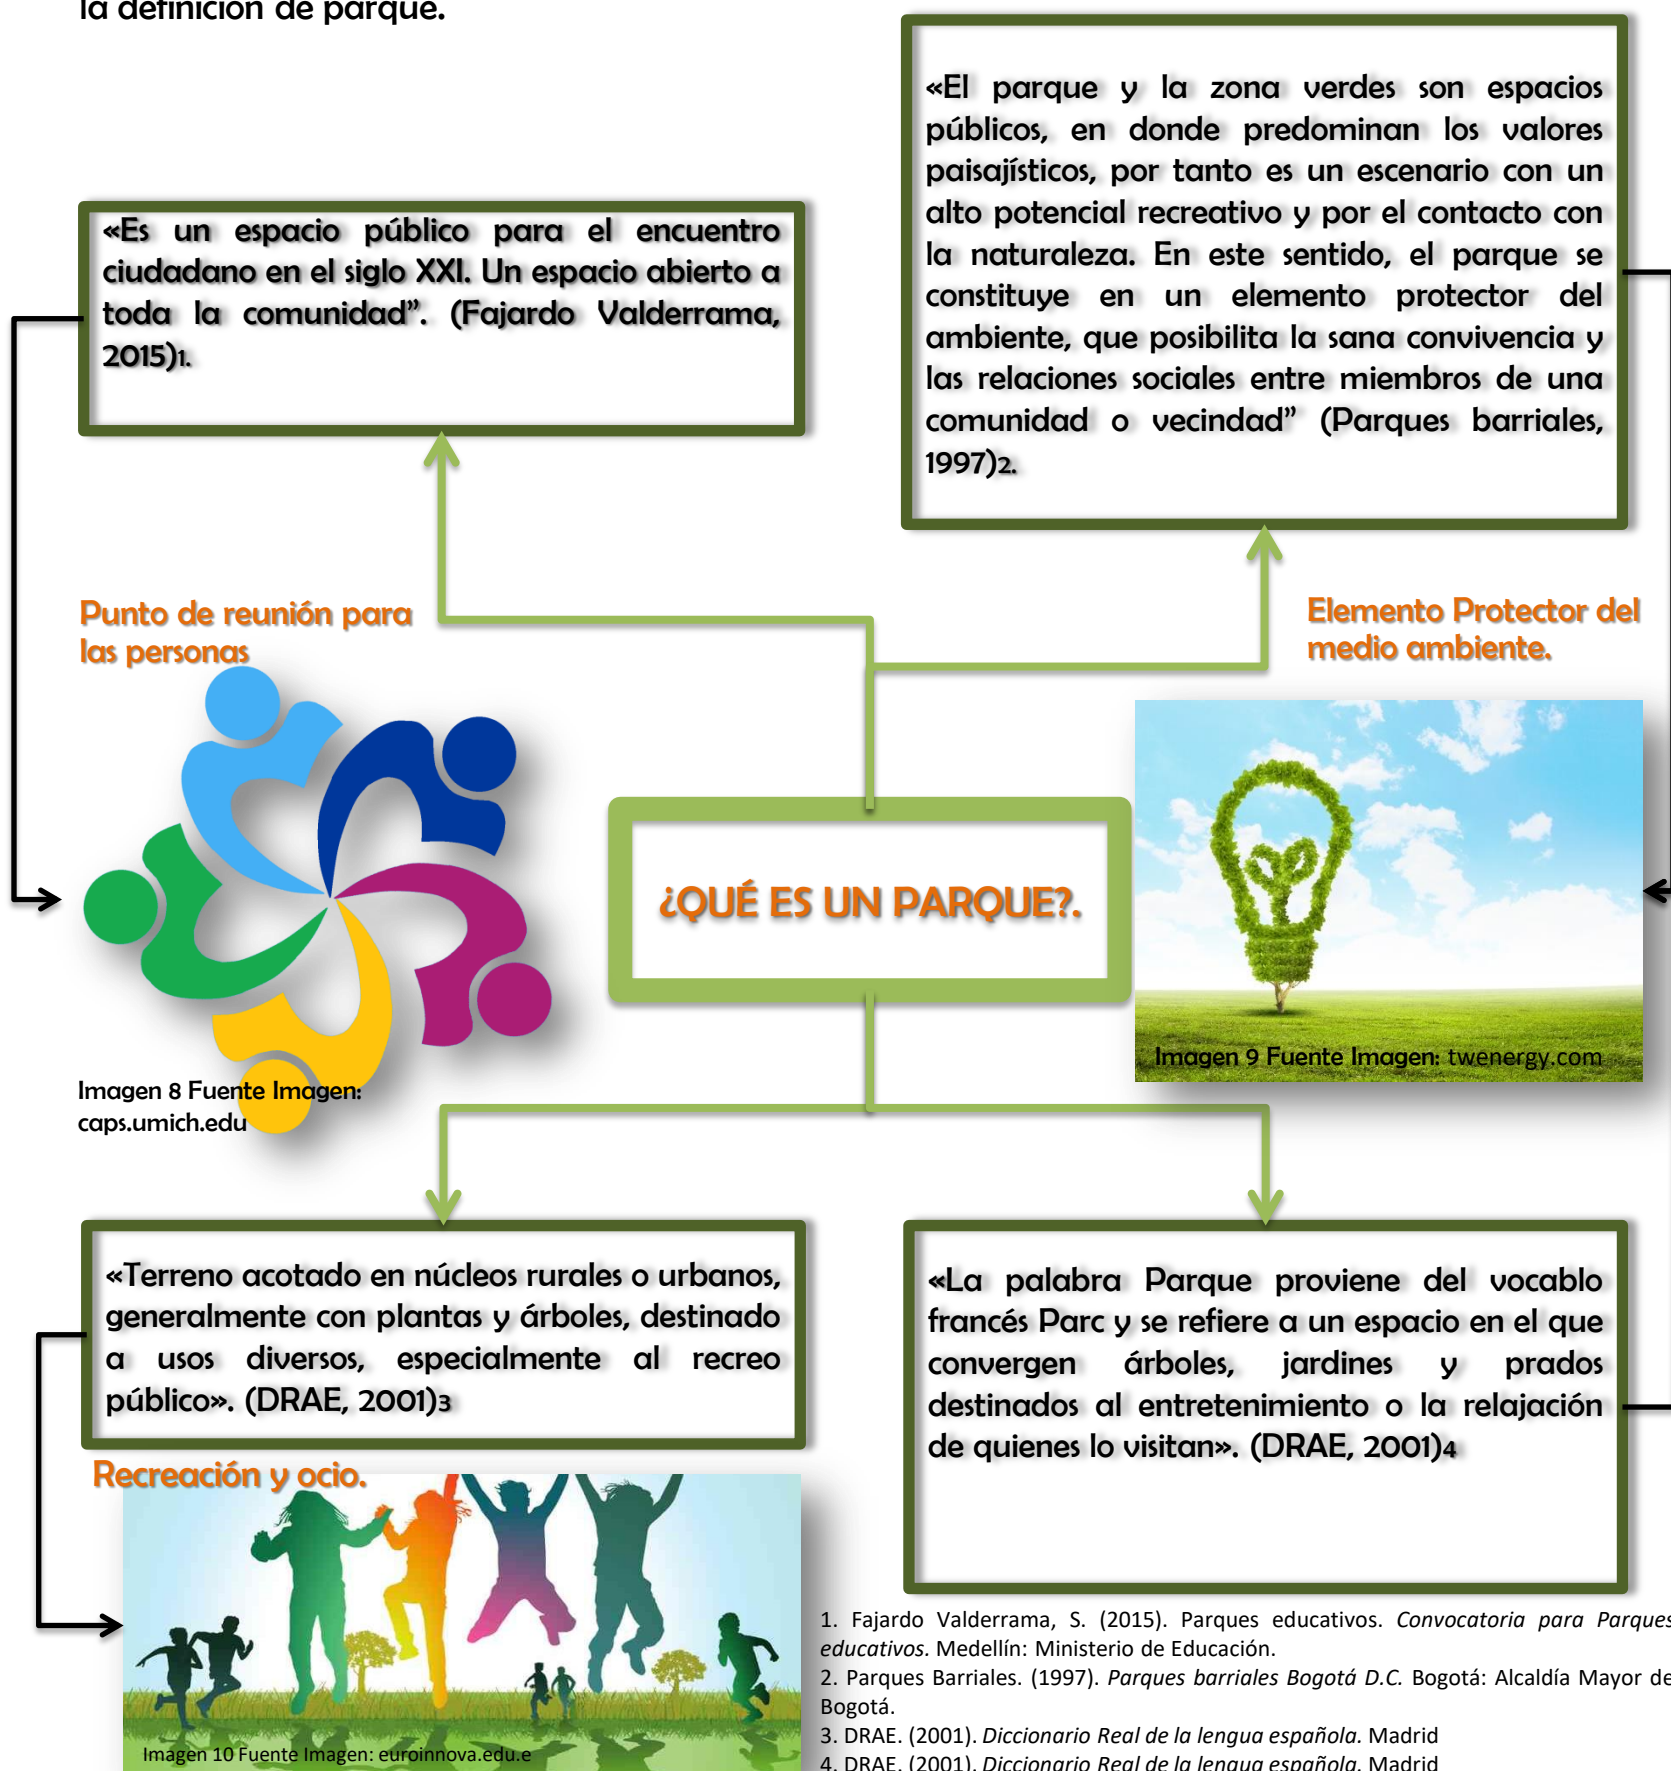 la definición de parque.
«Es un espacio público para el encuentro
ciudadano en el siglo XXI. Un espacio abierto a
toda la comunidad”. (Fajardo Valderrama,
2015)1.
«El parque y la zona verdes son espacios
públicos, en donde predominan los valores
paisajísticos, por tanto es un escenario con un
alto potencial recreativo y por el contacto con
la naturaleza. En este sentido, el parque se
constituye en un elemento protector del
ambiente, que posibilita la sana convivencia y
las relaciones sociales entre miembros de una
comunidad o vecindad” (Parques barriales,
1997)2.
Punto de reunión para
las personas
Elemento Protector del
medio ambiente.
¿QUÉ ES UN PARQUE?.
Imagen 9 Fuente Imagen: twenergy.com
Imagen 8 Fuente Imagen:
caps.umich.edu
«Terreno acotado en núcleos rurales o urbanos,
generalmente con plantas y árboles, destinado
a usos diversos, especialmente al recreo
público». (DRAE, 2001)3
«La palabra Parque proviene del vocablo
francés Parc y se refiere a un espacio en el que
convergen árboles, jardines y prados
destinados al entretenimiento o la relajación
de quienes lo visitan». (DRAE, 2001)4
Recreación y ocio.
Imagen 10 Fuente Imagen: euroinnova.edu.e
1. Fajardo Valderrama, S. (2015). Parques educativos. Convocatoria para Parques
educativos. Medellín: Ministerio de Educación.
2. Parques Barriales. (1997). Parques barriales Bogotá D.C. Bogotá: Alcaldía Mayor de
Bogotá.
3. DRAE. (2001). Diccionario Real de la lengua española. Madrid
4. DRAE. (2001). Diccionario Real de la lengua española. Madrid